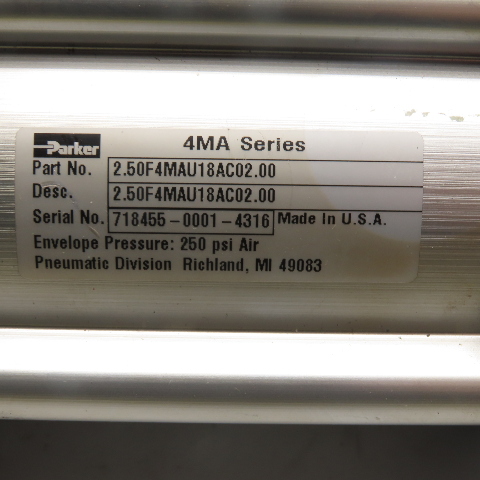 Parker 4MA Series
Part No. 2.50F4MAU18AC02.00
Desc. 2.50F4MAU18AC02.00
Serial No. 718455-0001-4316 Made In U.S.A.
Envelope Pressure: 250 psi Air
Pneumatic Division Richland, MI 49083